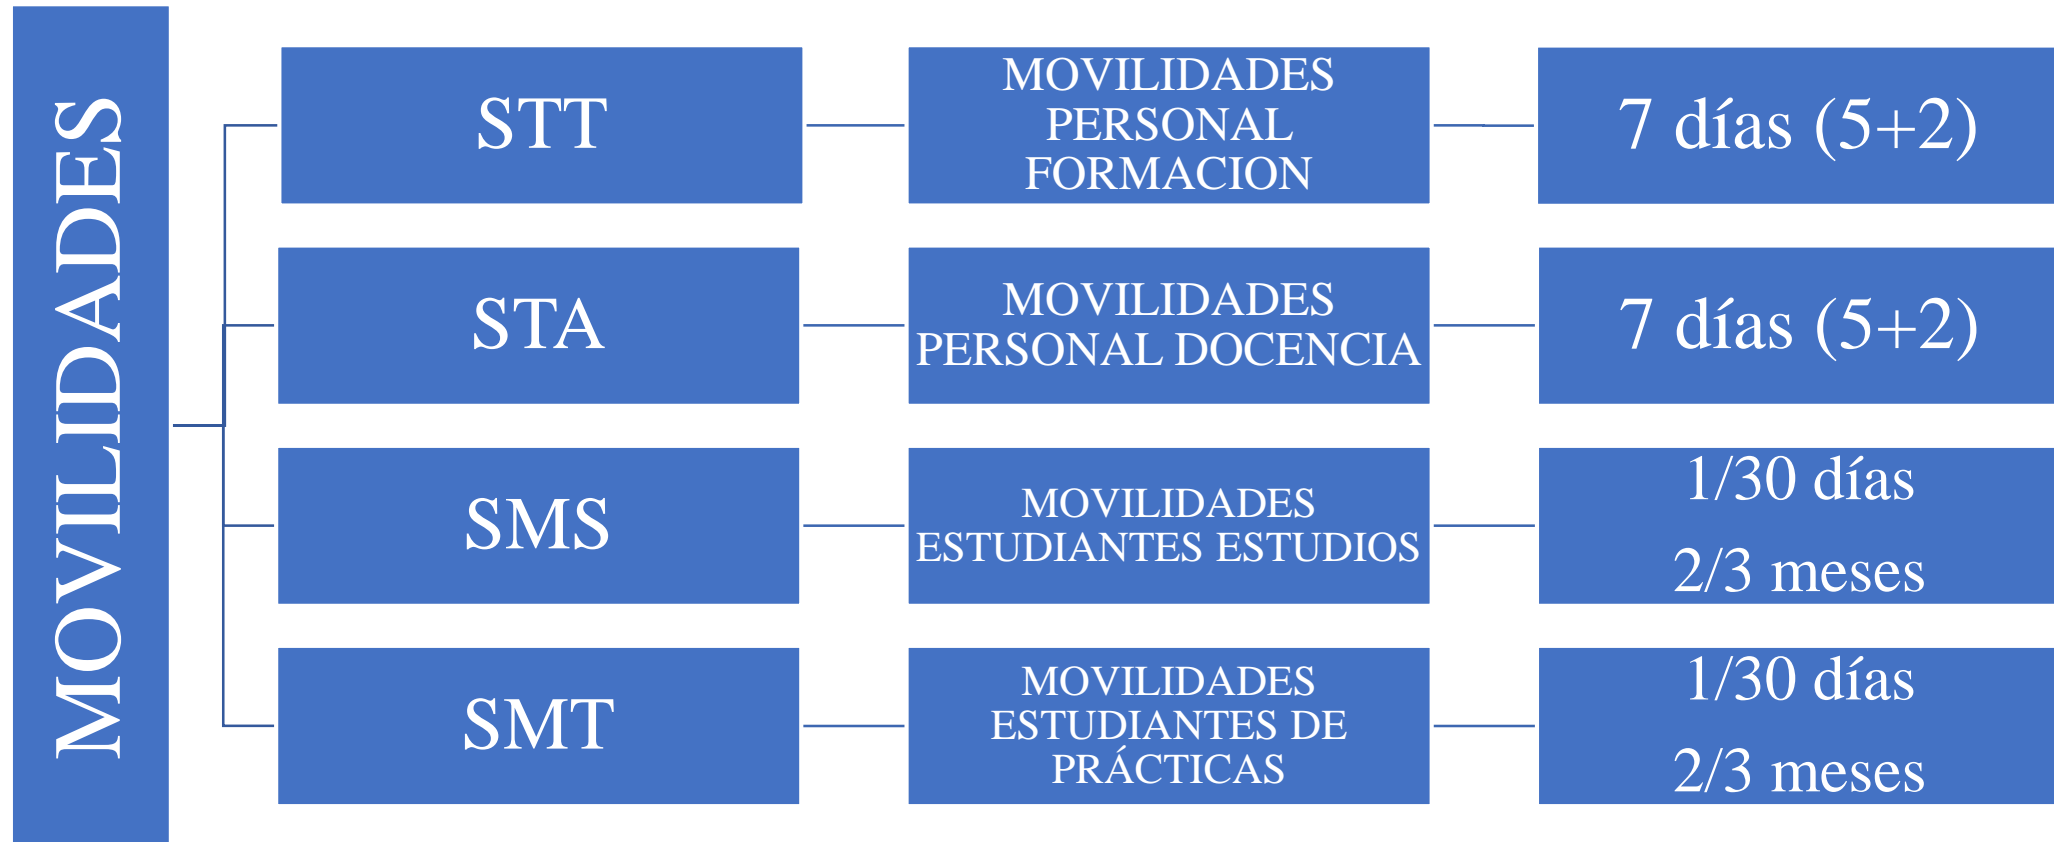 MOVILIDADES
STT
MOVILIDADES
PERSONAL
FORMACION
7 días (5+2)
STA
MOVILIDADES
PERSONAL DOCENCIA
7 días (5+2)
SMS
MOVILIDADES
ESTUDIANTES ESTUDIOS
1/30 días
2/3 meses
SMT
MOVILIDADES
ESTUDIANTES DE
PRÁCTICAS
1/30 días
2/3 meses